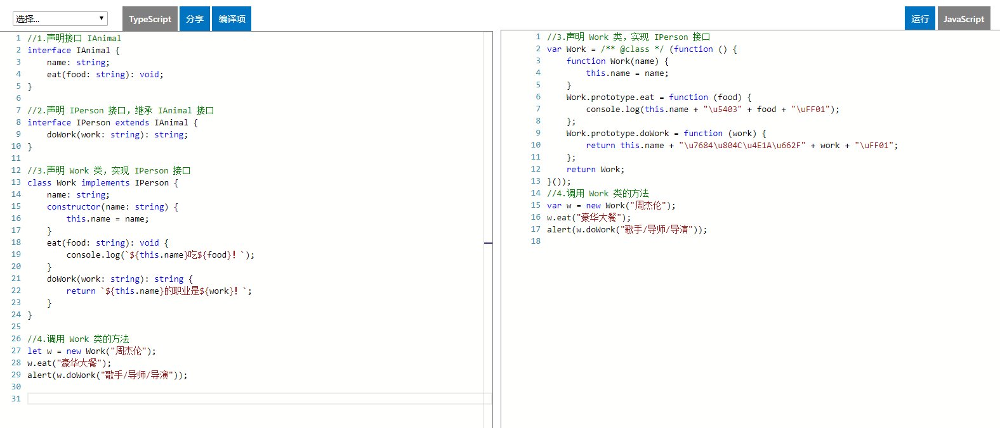 选择...
TypeScript
分享
编译项
运行
JavaScript
1 //1.声明接口 IAnimal
2 interface IAnimal {
3     name: string;
4     eat(food: string): void;
5 }
6
7 //2.声明 IPerson 接口，继承 IAnimal 接口
8 interface IPerson extends IAnimal {
9     doWork(work: string): string;
10 }
11
12 //3.声明 Work 类，实现 IPerson 接口
13 class Work implements IPerson {
14     name: string;
15     constructor(name: string) {
16         this.name = name;
17     }
18     eat(food: string): void {
19         console.log(`${this.name}吃${food}！`);
20     }
21     doWork(work: string): string {
22         return `${this.name}的职业是${work}！`;
23     }
24 }
25
26 //4.调用 Work 类的方法
27 let w = new Work("周杰伦");
28 w.eat("豪华大餐");
29 alert(w.doWork("歌手/导师/导演"));
30
31
1 //3.声明 Work 类，实现 IPerson 接口
2 var Work = /** @class */ (function () {
3     function Work(name) {
4         this.name = name;
5     }
6     Work.prototype.eat = function (food) {
7         console.log(this.name + "\u5403" + food + "\uFF01");
8     };
9     Work.prototype.doWork = function (work) {
10         return this.name + "\u7684\u804C\u4E1A\u662F" + work + "\uFF01";
11     };
12     return Work;
13 }());
14 //4.调用 Work 类的方法
15 var w = new Work("周杰伦");
16 w.eat("豪华大餐");
17 alert(w.doWork("歌手/导师/导演"));
18